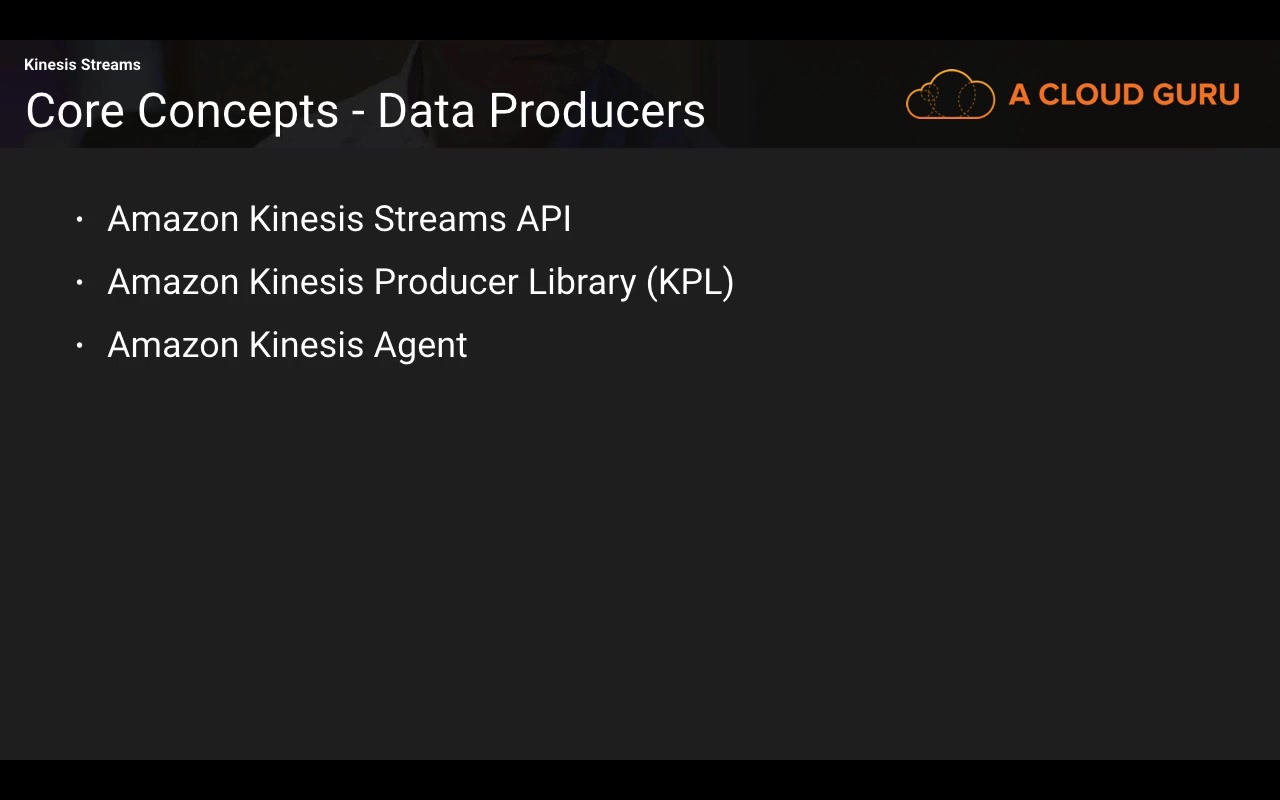 Kinesis Streams
Core Concepts - Data Producers
A CLOUD GURU
• Amazon Kinesis Streams API
• Amazon Kinesis Producer Library (KPL)
• Amazon Kinesis Agent